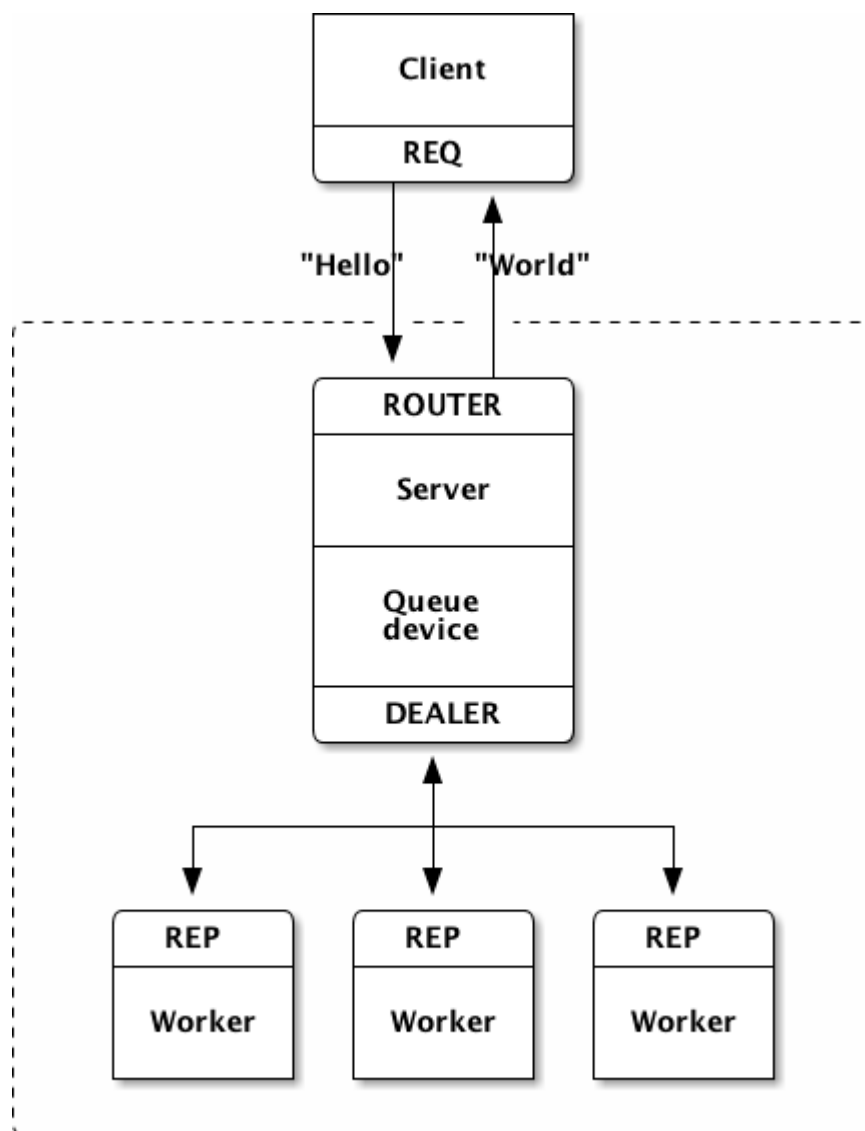 Client
REQ
"Hello" "World"
ROUTER
Server
Queue
device
DEALER
REP REP REP
Worker Worker Worker